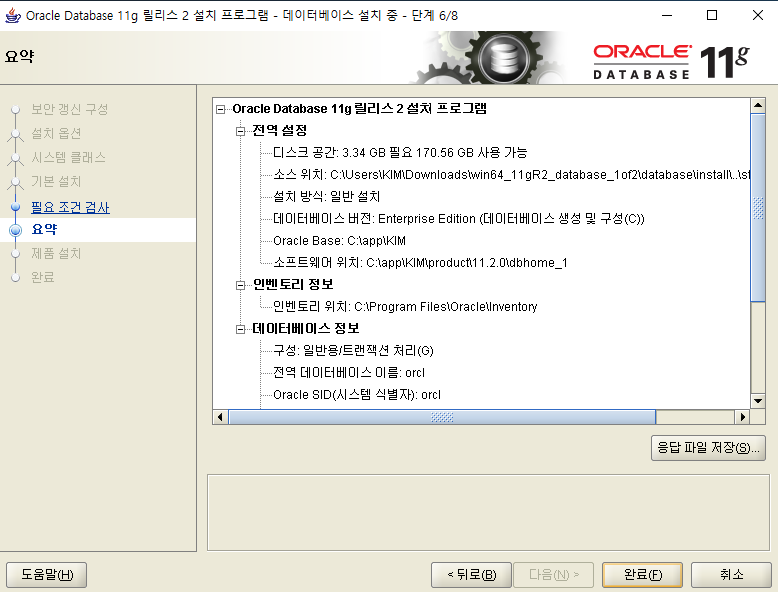 Oracle Database 11g 릴리스 2 설치 프로그램 - 데이터베이스 설치 중 - 단계 6/8
요약
ORACLE
DATABASE
11g
보안 갱신 구성
설치 옵션
시스템 클래스
기본 설치
필요 조건 검사
요약
제품 설치
완료
Oracle Database 11g 릴리스 2 설치 프로그램
전역 설정
디스크 공간: 3.34 GB 필요 170.56 GB 사용 가능
소스 위치: C:\Users\KIM\Downloads\win64_11gR2_database_1of2\database\install\..\st
설치 방식: 일반 설치
데이터베이스 버전: Enterprise Edition (데이터베이스 생성 및 구성(C))
Oracle Base: C:\app\KIM
소프트웨어 위치: C:\app\KIM\product\11.2.0\dbhome_1
인벤토리 정보
인벤토리 위치: C:\Program Files\Oracle\Inventory
데이터베이스 정보
구성: 일반용/트랜잭션 처리(G)
전역 데이터베이스 이름: orcl
Oracle SID(시스템 식별자): orcl
응답 파일 저장(S)...
도움말(H)
< 뒤로(B)
다음(N) >
완료(F)
취소